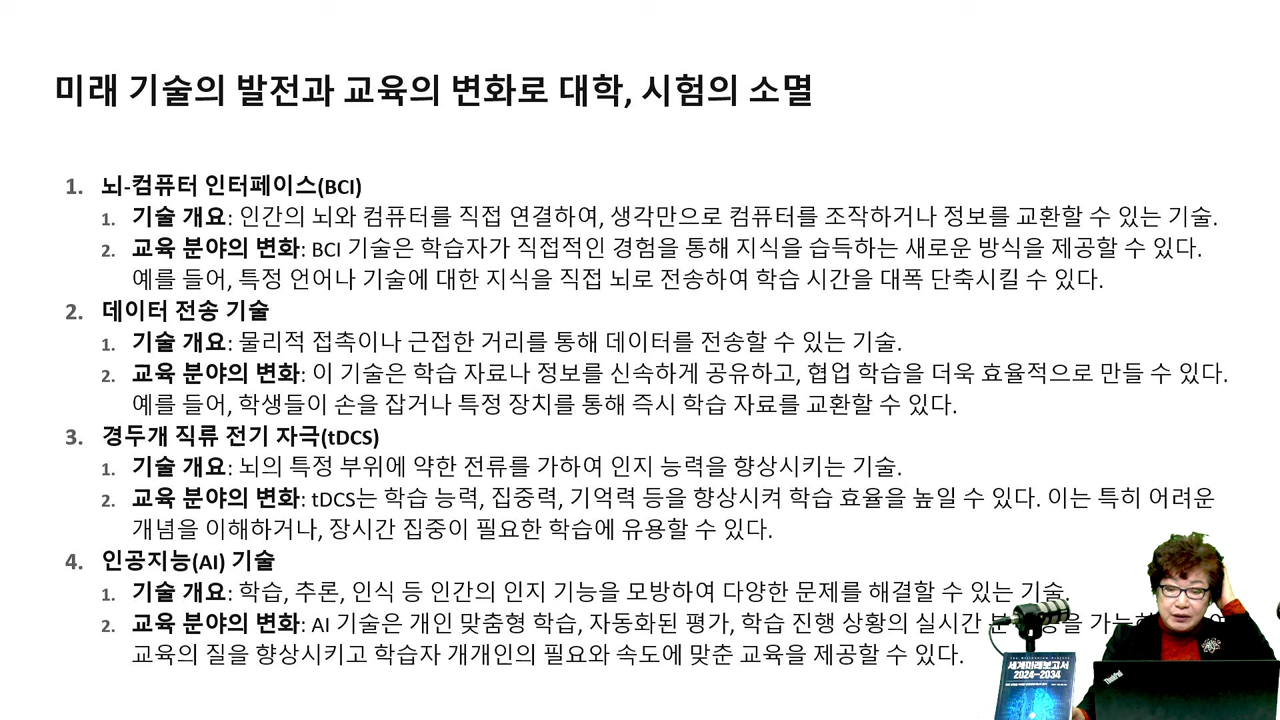 미래 기술의 발전과 교육의 변화로 대학, 시험의 소멸
1. 뇌-컴퓨터 인터페이스(BCI)
1. 기술 개요: 인간의 뇌와 컴퓨터를 직접 연결하여, 생각만으로 컴퓨터를 조작하거나 정보를 교환할 수 있는 기술.
2. 교육 분야의 변화: BCI 기술은 학습자가 직접적인 경험을 통해 지식을 습득하는 새로운 방식을 제공할 수 있다.
예를 들어, 특정 언어나 기술에 대한 지식을 직접 뇌로 전송하여 학습 시간을 대폭 단축시킬 수 있다.
2. 데이터 전송 기술
1. 기술 개요: 물리적 접촉이나 근접한 거리를 통해 데이터를 전송할 수 있는 기술.
2. 교육 분야의 변화: 이 기술은 학습 자료나 정보를 신속하게 공유하고, 협업 학습을 더욱 효율적으로 만들 수 있다.
예를 들어, 학생들이 손을 잡거나 특정 장치를 통해 즉시 학습 자료를 교환할 수 있다.
3. 경두개 직류 전기 자극(tDCS)
1. 기술 개요: 뇌의 특정 부위에 약한 전류를 가하여 인지 능력을 향상시키는 기술.
2. 교육 분야의 변화: tDCS는 학습 능력, 집중력, 기억력 등을 향상시켜 학습 효율을 높일 수 있다. 이는 특히 어려운
개념을 이해하거나, 장시간 집중이 필요한 학습에 유용할 수 있다.
4. 인공지능(AI) 기술
1. 기술 개요: 학습, 추론, 인식 등 인간의 인지 기능을 모방하여 다양한 문제를 해결할 수 있는 기술.
2. 교육 분야의 변화: AI 기술은 개인 맞춤형 학습, 자동화된 평가, 학습 진행 상황의 실시간
교육의 질을 향상시키고 학습자 개개인의 필요와 속도에 맞춘 교육을 제공할 수 있다.
세계미래보고서
2024-2034
ThinkPad